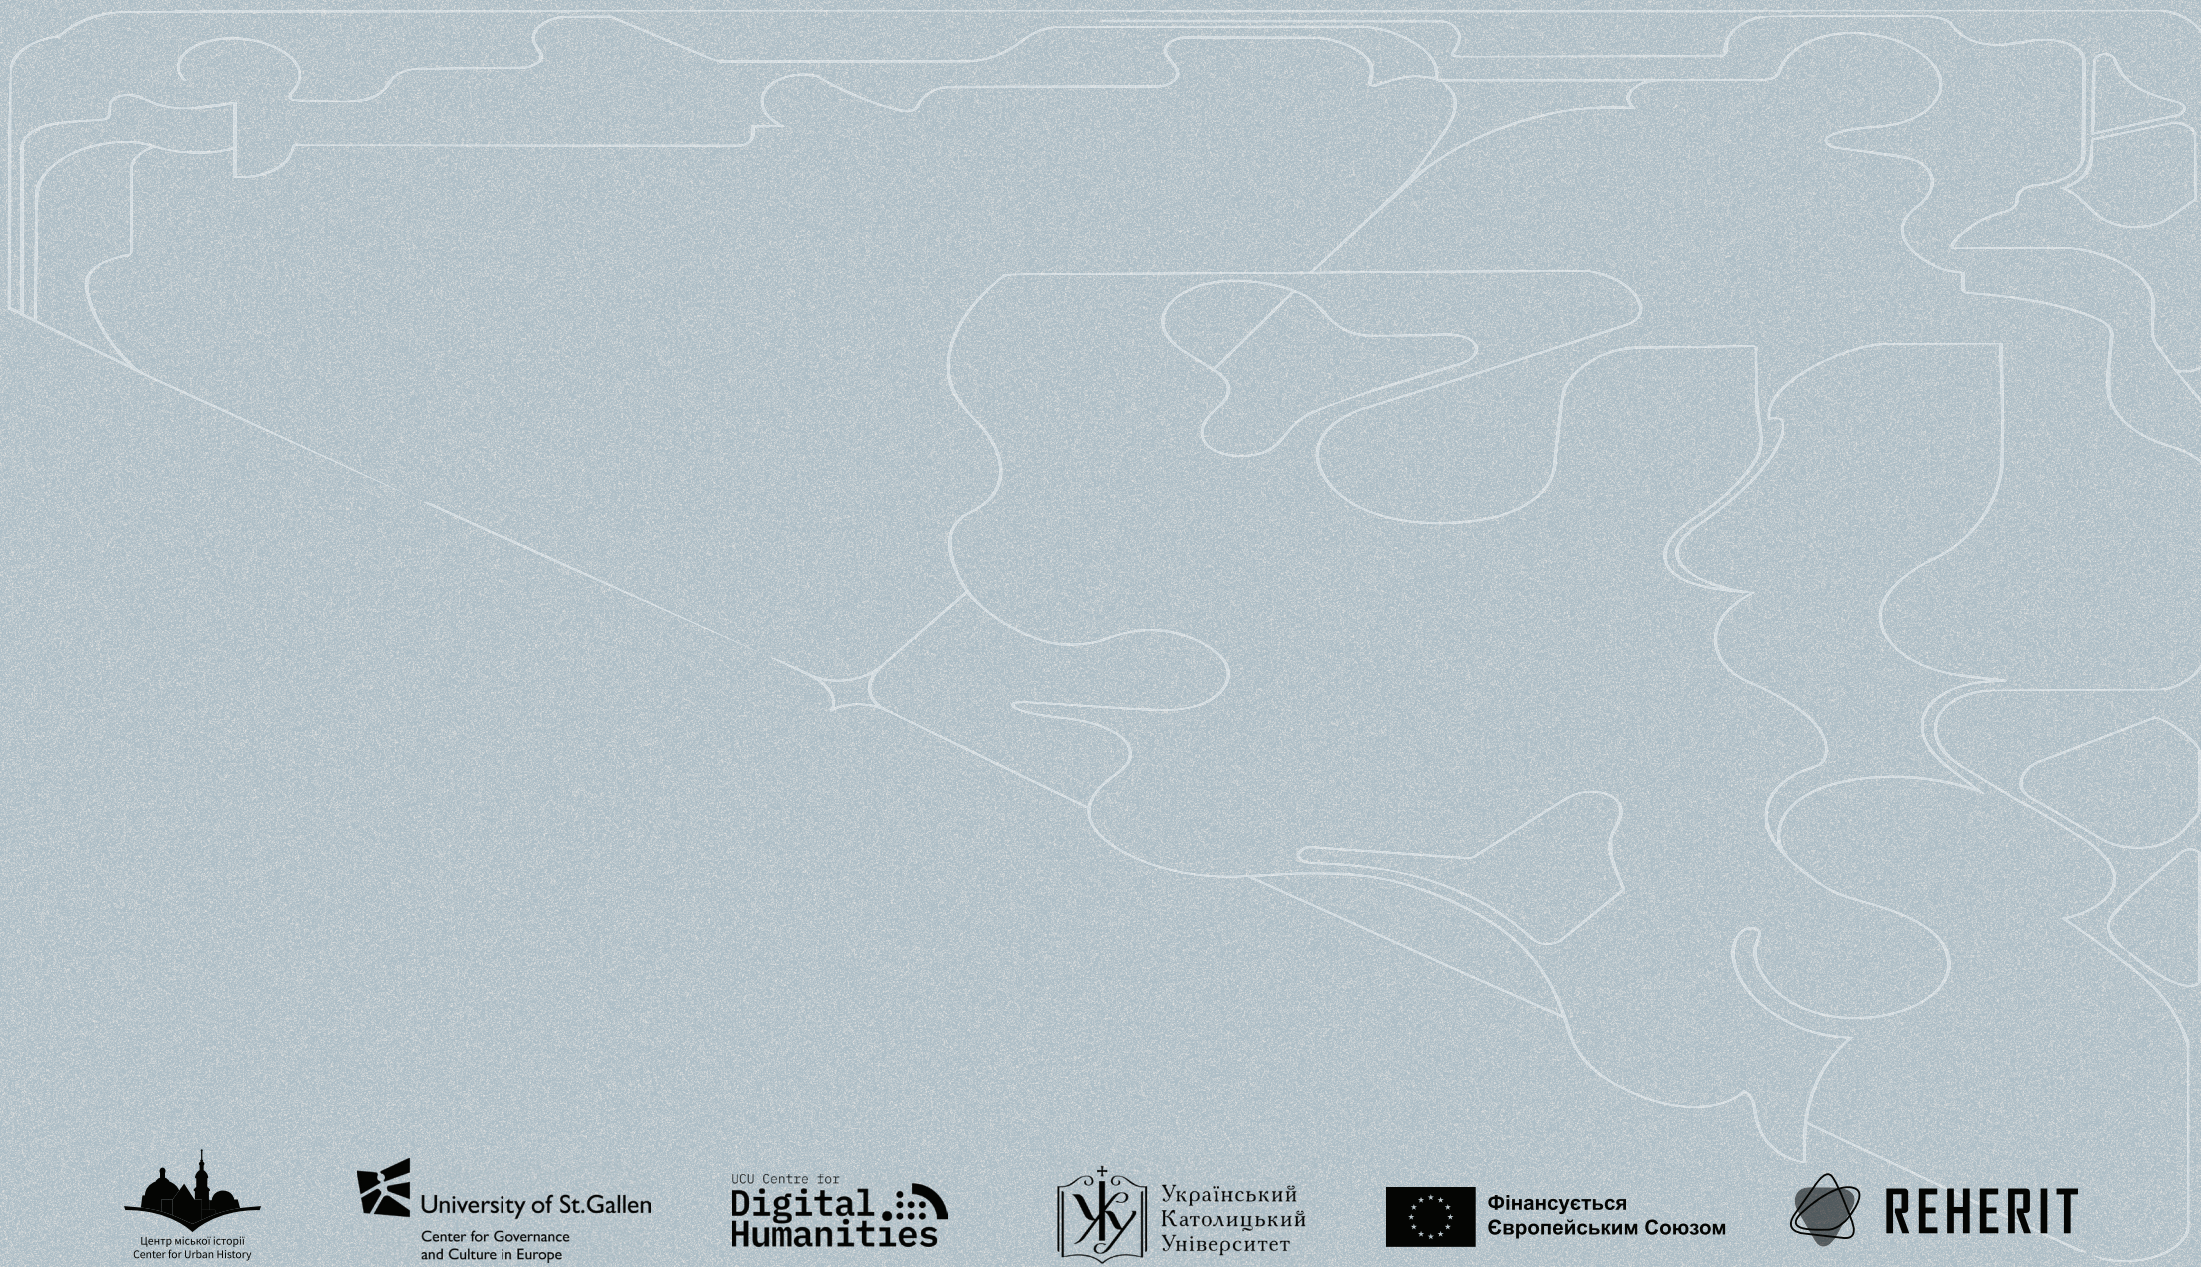 Центр міської історії
Center for Urban History
University of St.Gallen
Center for Governance
and Culture in Europe
UCU Centre for
Digital
Humanities
Український
Католицький
Університет
Фінансується
Європейським Союзом
REHERIT